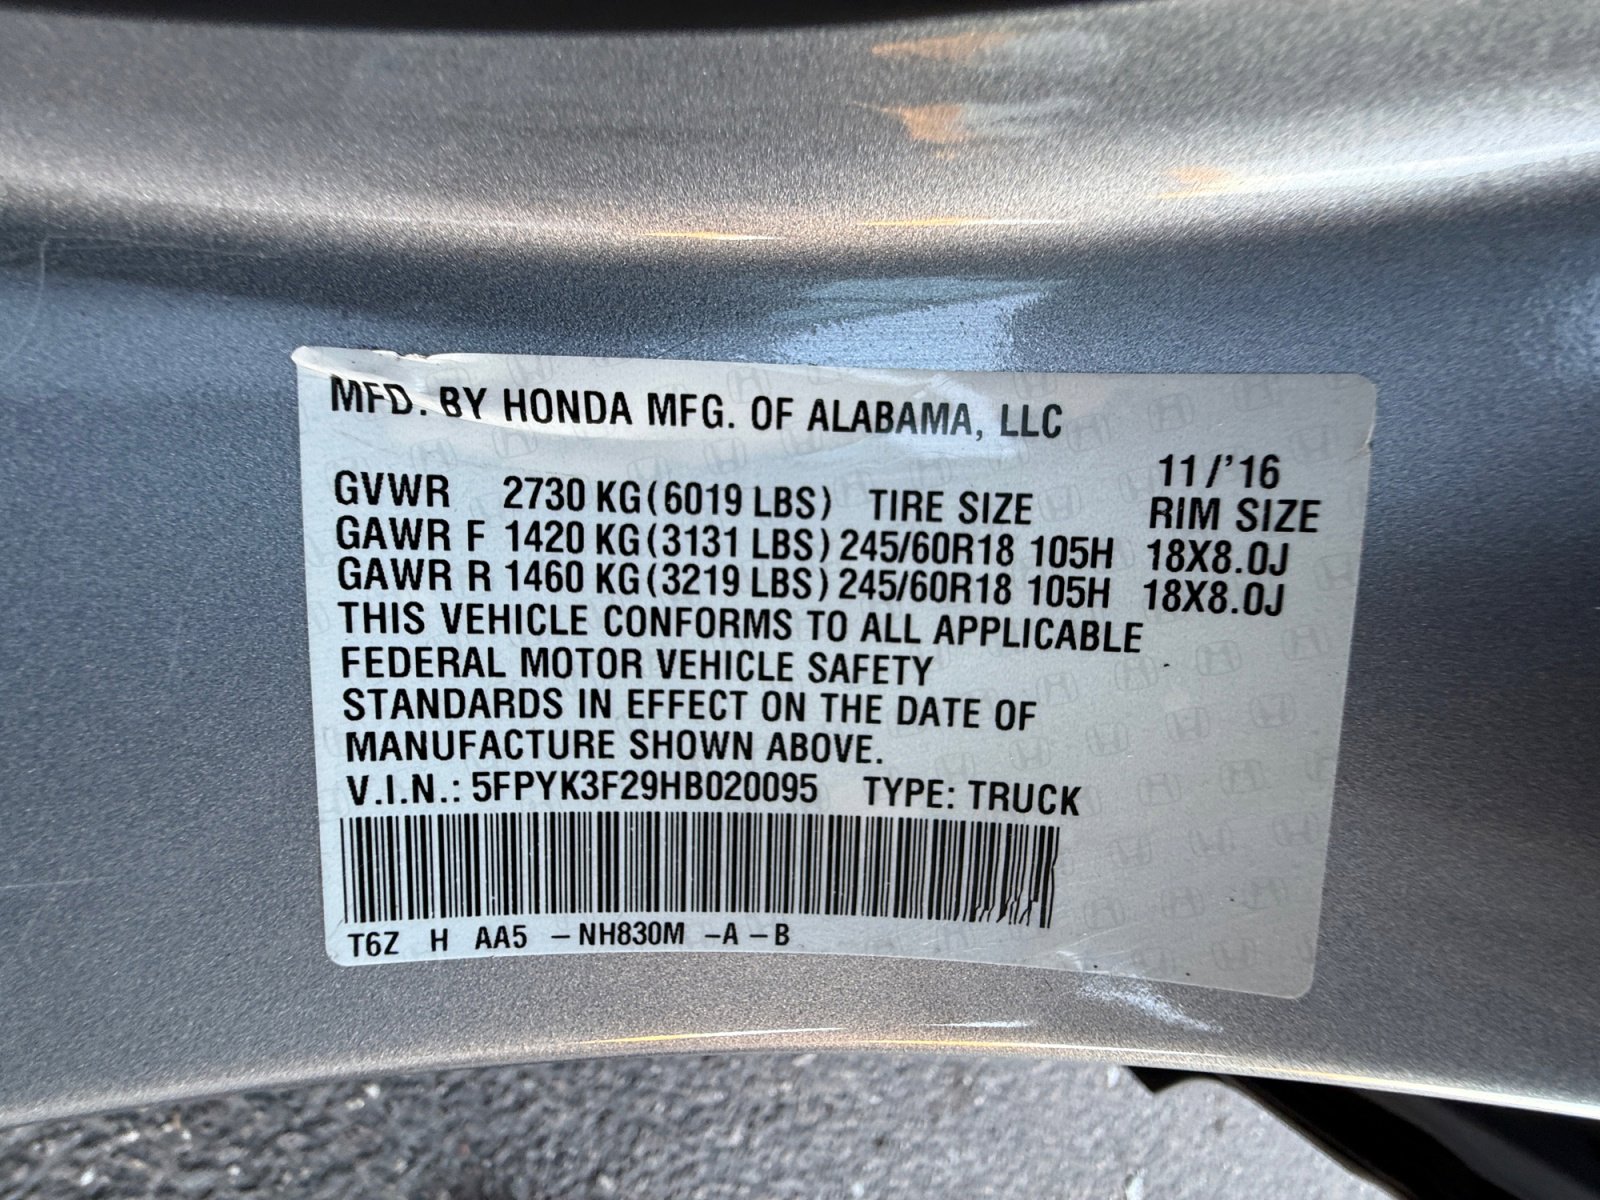 MFD. BY HONDA MFG. OF ALABAMA, LLC
11/'16
GVWR 2730 KG(6019 LBS) TIRE SIZE RIM SIZE
GAWR F 1420 KG(3131 LBS) 245/60R18 105H 18X8.0J
GAWR R 1460 KG(3219 LBS) 245/60R18 105H 18X8.0J
THIS VEHICLE CONFORMS TO ALL APPLICABLE
FEDERAL MOTOR VEHICLE SAFETY
STANDARDS IN EFFECT ON THE DATE OF
MANUFACTURE SHOWN ABOVE.
V.I.N.: 5FPYK3F29HB020095 TYPE: TRUCK
T6Z H AA5 -NH830M -A-B